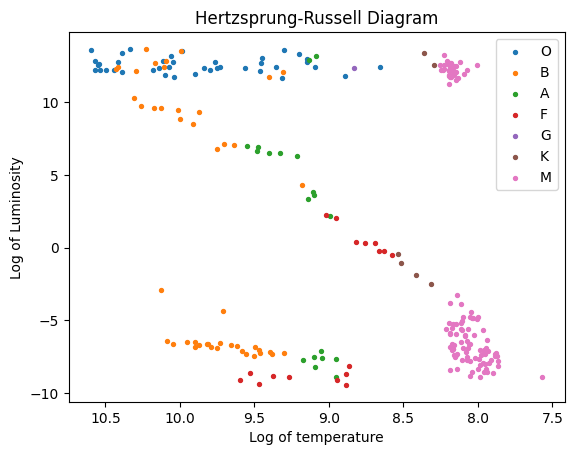 Hertzsprung-Russell Diagram
Log of Luminosity
10
5
0
−5
−10
O
B
A
F
G
K
M
10.5 10.0 9.5 9.0 8.5 8.0 7.5
Log of temperature